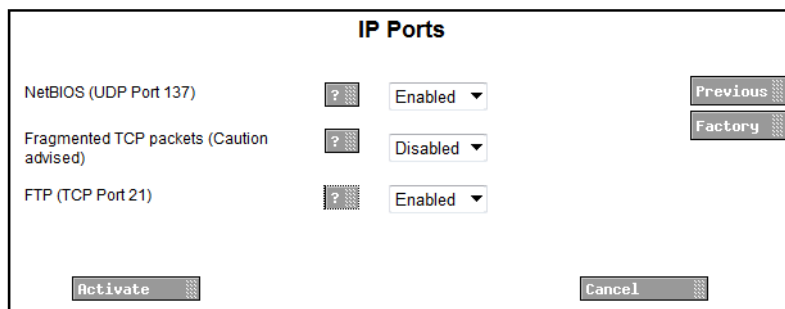 IP Ports
NetBIOS (UDP Port 137)
?
Enabled
Previous
Factory
Fragmented TCP packets (Caution
advised)
?
Disabled
FTP (TCP Port 21)
?
Enabled
Activate
Cancel